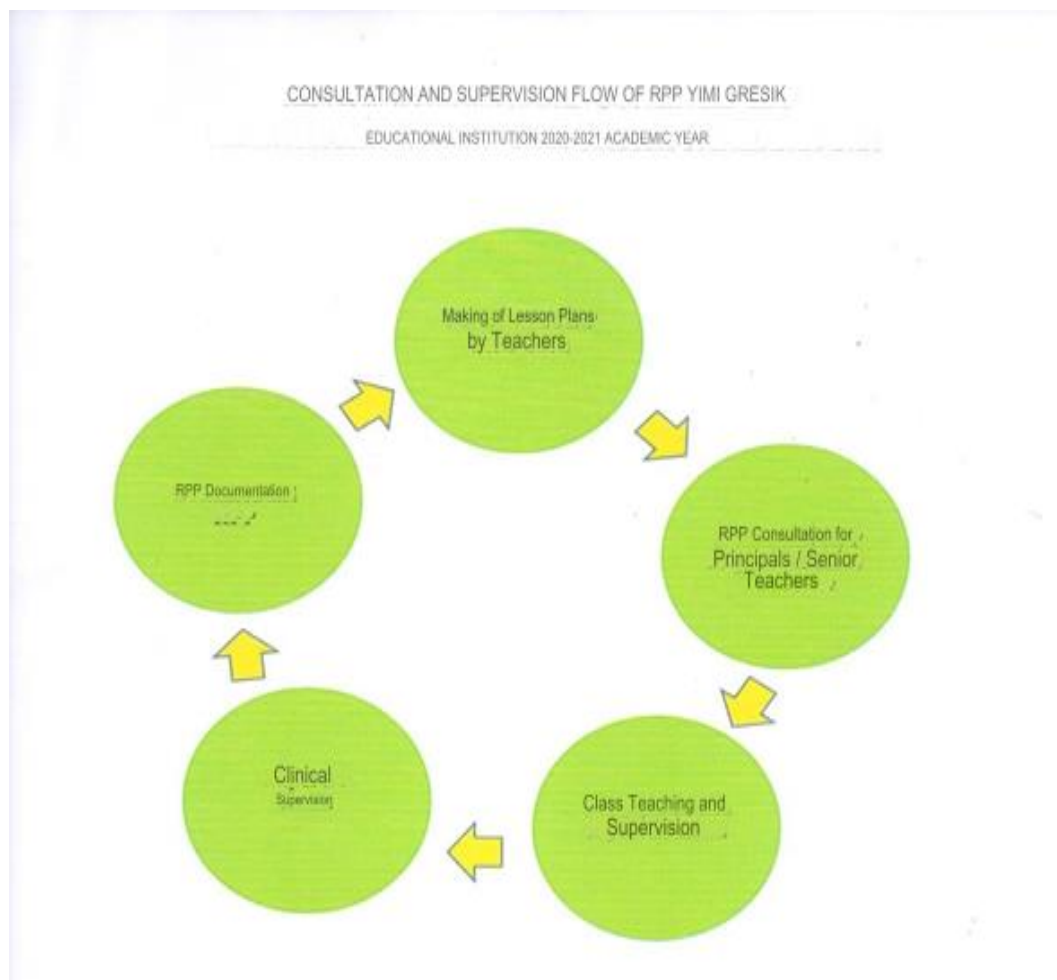 CONSULTATION AND SUPERVISION FLOW OF RPP YIMI GRESIK
EDUCATIONAL INSTITUTION 2020-2021 ACADEMIC YEAR
Making of Lesson Plans
by Teachers
RPP Consultation for
Principals / Senior
Teachers
Class Teaching and
Supervision
Clinical
Supervision
RPP Documentation